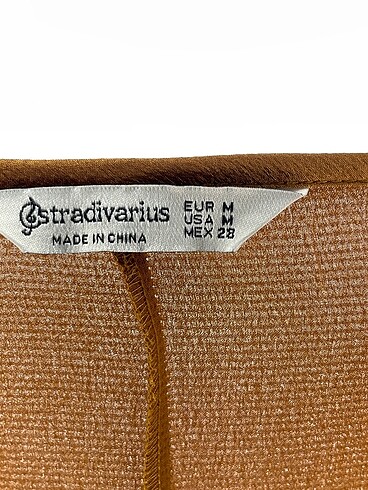 stradivarius
MADE IN CHINA
EUR M
USA M
MEX 28